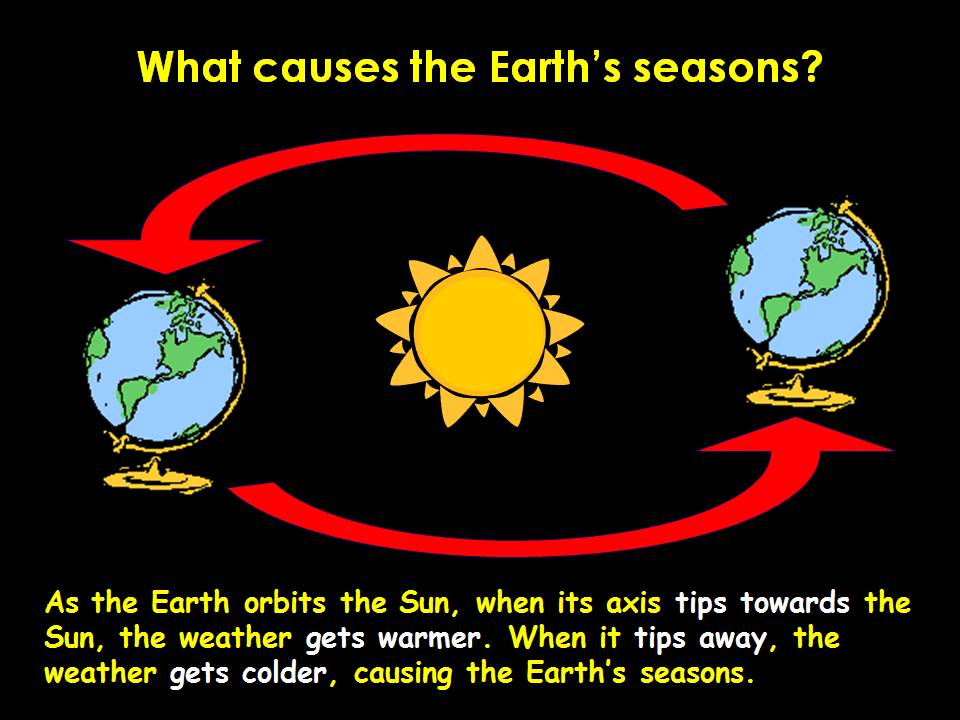 What causes the Earth’s seasons?
As the Earth orbits the Sun, when its axis tips towards the
Sun, the weather gets warmer. When it tips away, the
weather gets colder, causing the Earth’s seasons.